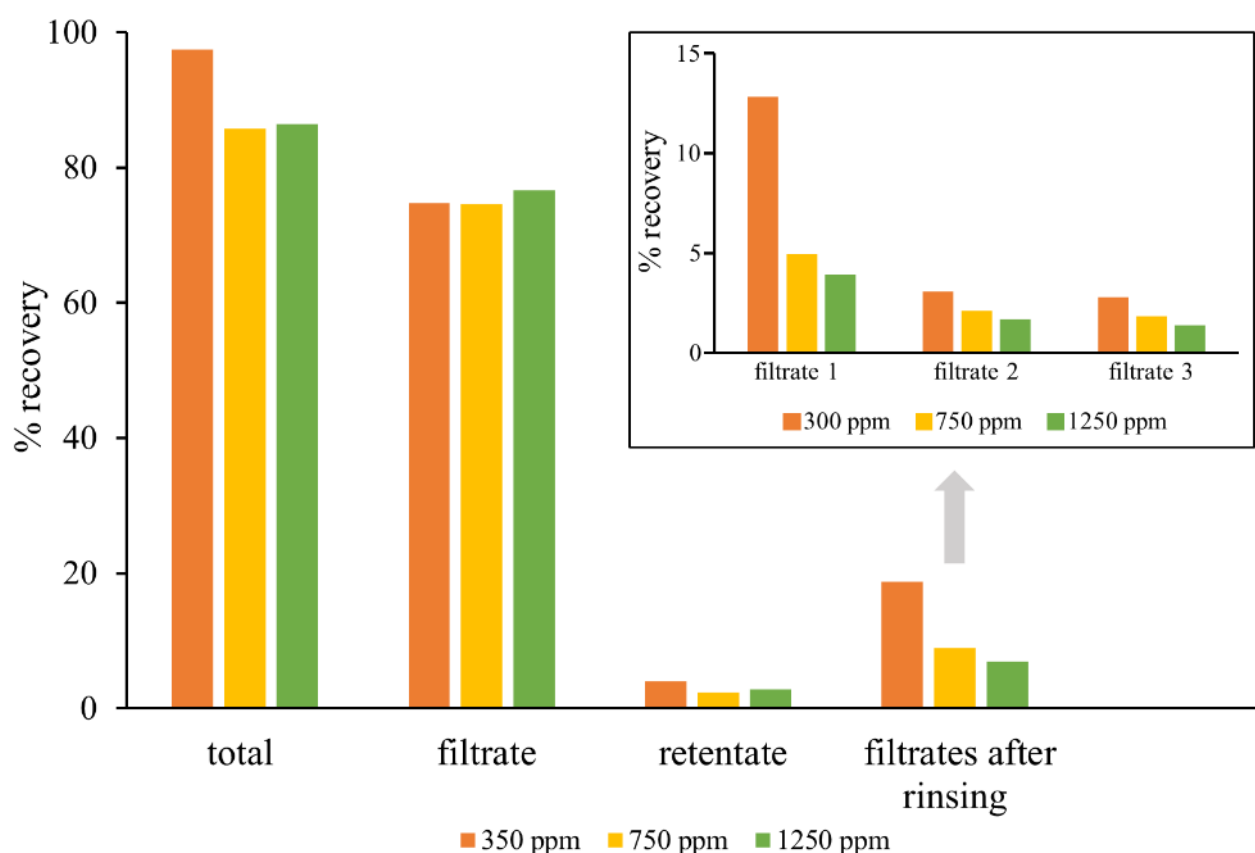 100
80
60
40
20
0
% recovery
total
filtrate
retentate
filtrates after
rinsing
350 ppm
750 ppm
1250 ppm
15
10
5
0
% recovery
filtrate 1
filtrate 2
filtrate 3
300 ppm
750 ppm
1250 ppm